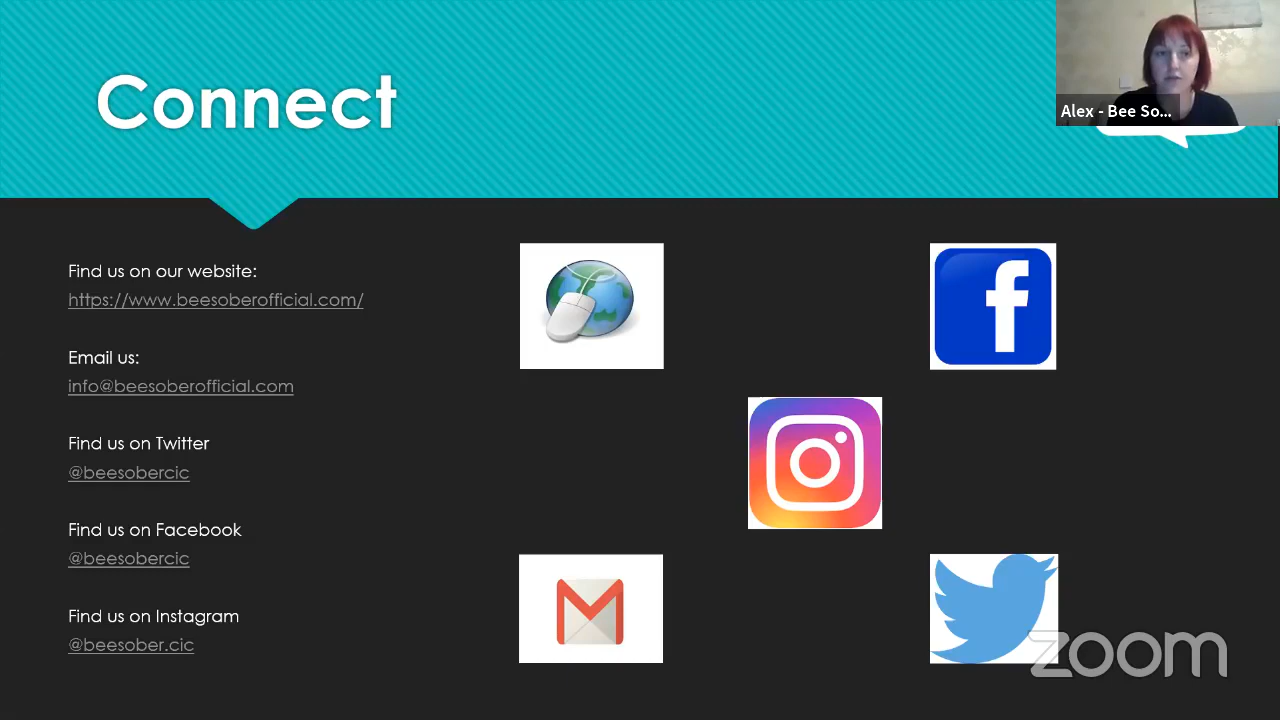 Connect
Alex - Bee So...
Find us on our website:
https://www.beesoberofficial.com/
Email us:
info@beesoberofficial.com
Find us on Twitter
@beesobercic
Find us on Facebook
@beesobercic
Find us on Instagram
@beesober.cic
zoom